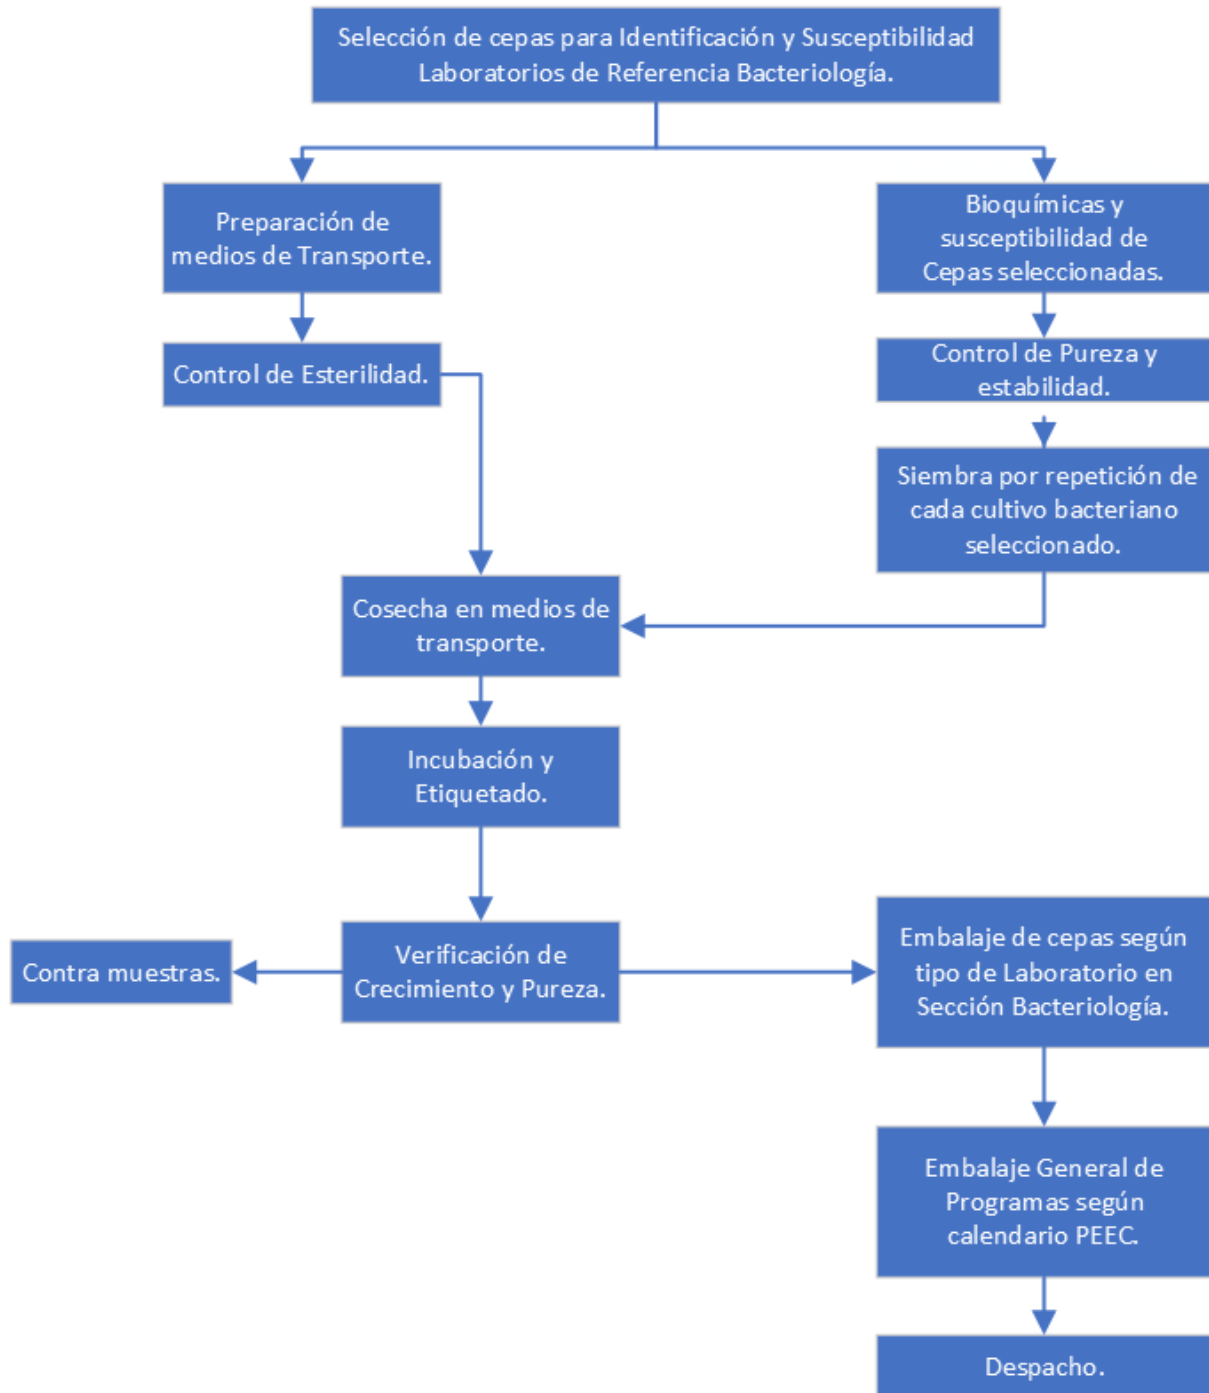 Selección de cepas para Identificación y Susceptibilidad
Laboratorios de Referencia Bacteriología.
Preparación de
medios de Transporte.
Bioquímicas y
susceptibilidad de
Cepas seleccionadas.
Control de Esterilidad.
Control de Pureza y
estabilidad.
Siembra por repetición de
cada cultivo bacteriano
seleccionado.
Cosecha en medios de
transporte.
Incubación y
Etiquetado.
Contra muestras.
Verificación de
Crecimiento y Pureza.
Embalaje de cepas según
tipo de Laboratorio en
Sección Bacteriología.
Embalaje General de
Programas según
calendario PEEC.
Despacho.